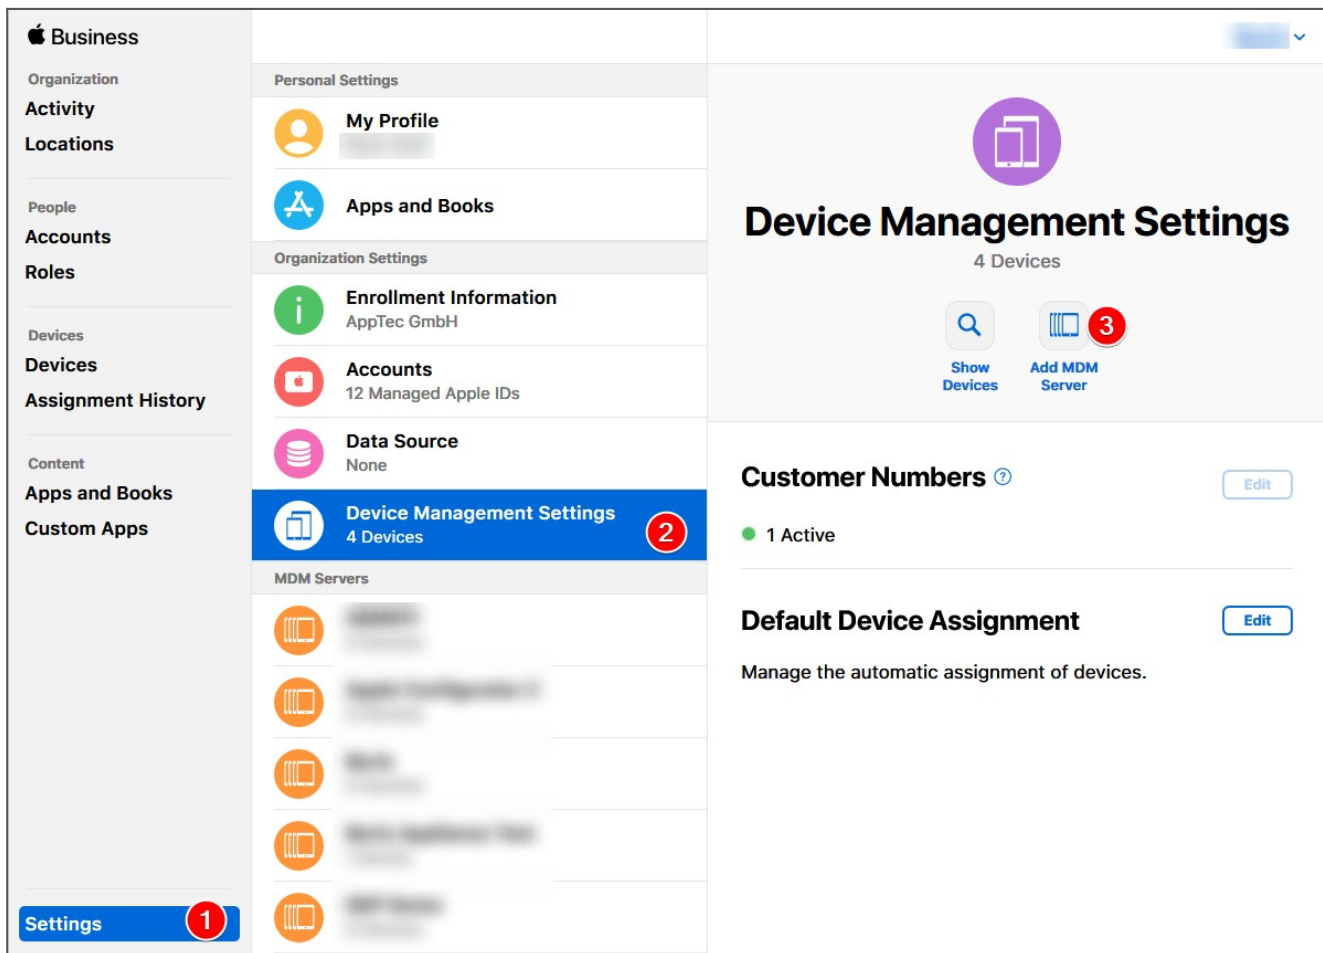 Business
Organization
Activity
Locations
People
Accounts
Roles
Devices
Devices
Assignment History
Content
Apps and Books
Custom Apps
Settings
1
Personal Settings
My Profile
Apps and Books
Organization Settings
Enrollment Information
AppTec GmbH
Accounts
12 Managed Apple IDs
Data Source
None
Device Management Settings
4 Devices
2
MDM Servers
Device Management Settings
4 Devices
Show
Devices
Add MDM
Server
3
Customer Numbers ?
Edit
1 Active
Default Device Assignment
Edit
Manage the automatic assignment of devices.